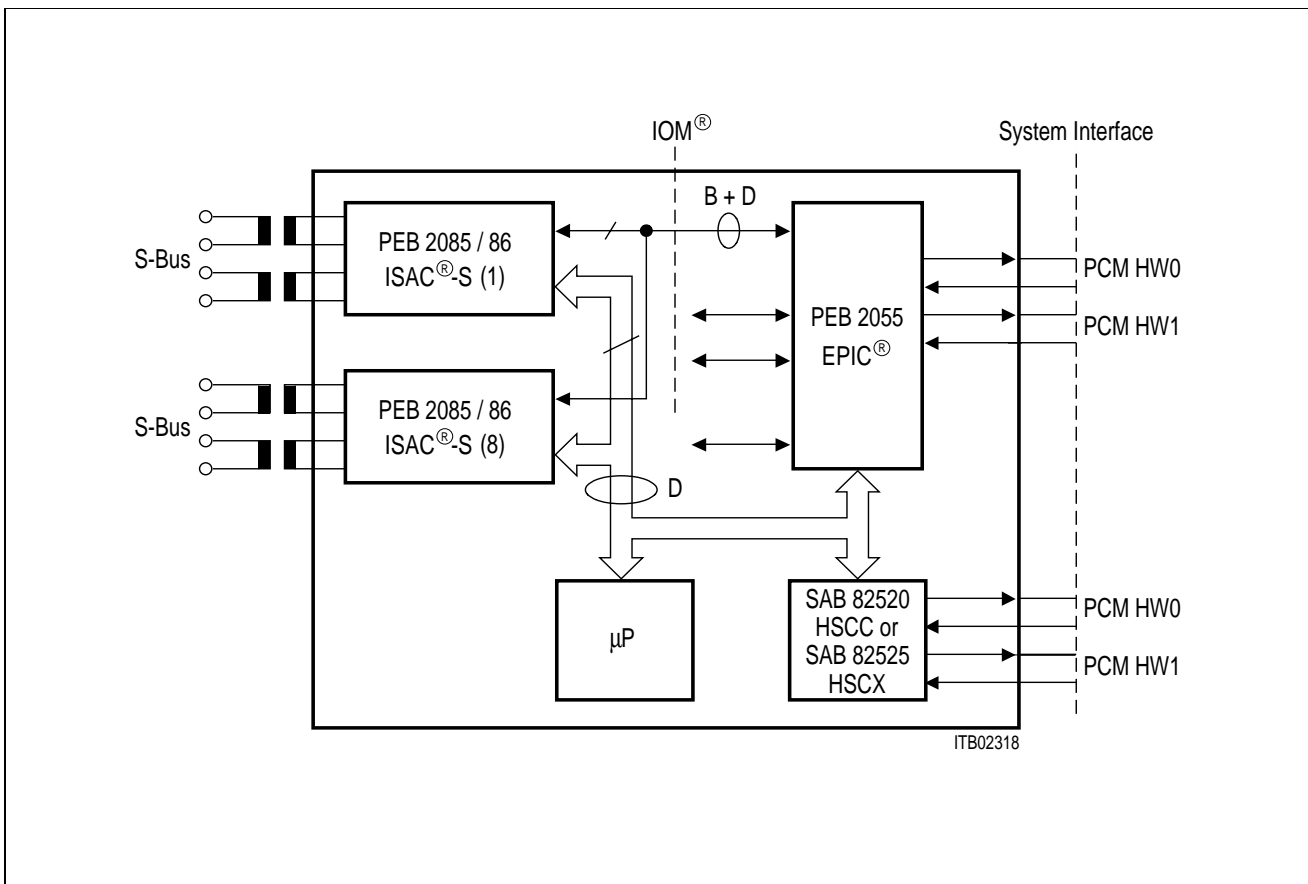 IOM®
System Interface
B + D
PEB 2085 / 86
ISAC®-S (1)
S-Bus
PEB 2055
EPIC®
PCM HW0
PCM HW1
PEB 2085 / 86
ISAC®-S (8)
S-Bus
D
µP
SAB 82520
HSCC or
SAB 82525
HSCX
PCM HW0
PCM HW1
ITB02318